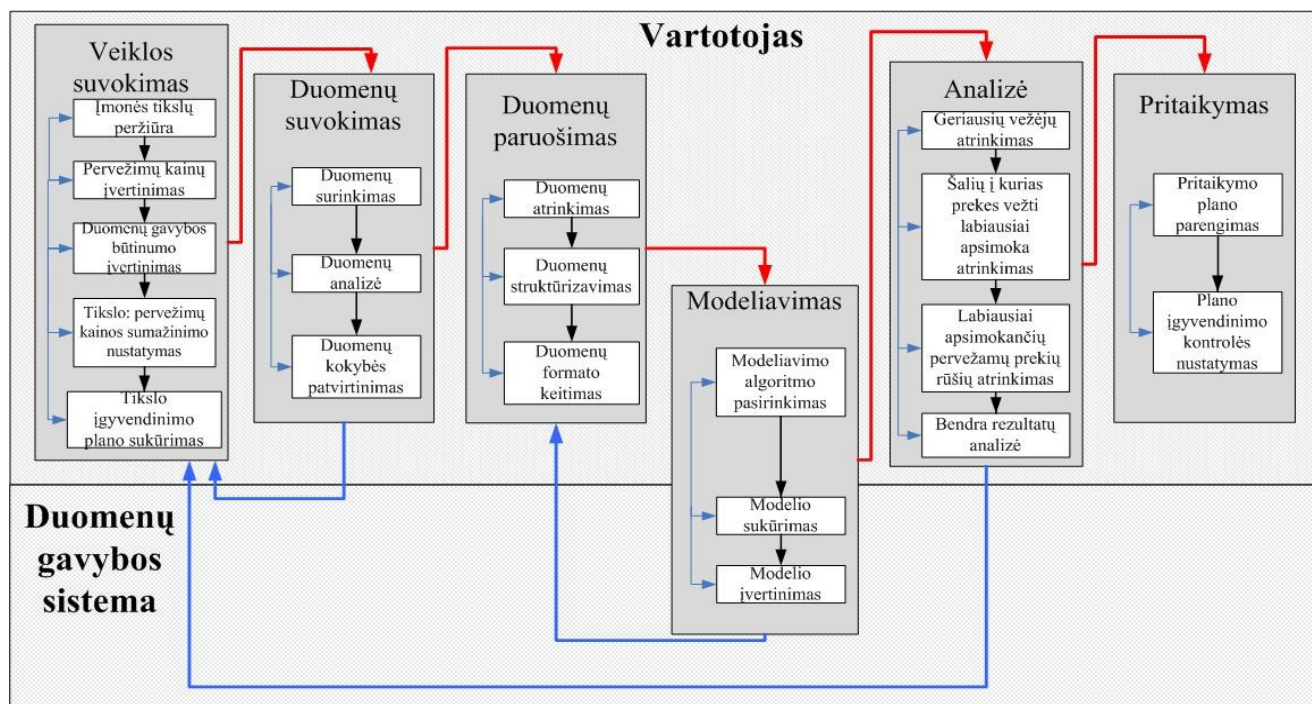 Vartotojas
Veiklos
suvokimas
Įmonės tikslų
peržiūra
Pervežimų kainų
įvertinimas
Duomenų gavybos
būtinumo
įvertinimas
Tikslo: pervežimų
kainos sumažinimo
nustatymas
Tikslo
įgyvendinimo
plano sukūrimas
Duomenų
suvokimas
Duomenų
surinkimas
Duomenų
analizė
Duomenų
kokybės
patvirtinimas
Duomenų
paruošimas
Duomenų
atrinkimas
Duomenų
struktūrizavimas
Duomenų
formato
keitimas
Modeliavimas
Modeliavimo
algoritmo
pasirinkimas
Modelio
sukūrimas
Modelio
įvertinimas
Analizė
Geriausių vežėjų
atrinkimas
Šalių į kurias
prekes vežti
labiausiai
apsimoka
atrinkimas
Labiausiai
apsimokančių
pervežamų prekių
rūšių atrinkimas
Bendra rezultatų
analizė
Pritaikymas
Pritaikymo
plano
parengimas
Plano
įgyvendinimo
kontrolės
nustatymas
Duomenų
gavybos
sistema